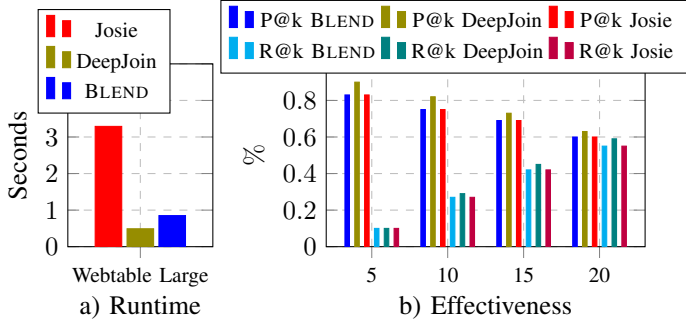 Josie
DeepJoin
BLEND
Seconds
3
2
1
0
Webtable Large
a) Runtime
P@k BLEND P@k DeepJoin P@k Josie
R@k BLEND R@k DeepJoin R@k Josie
%
0.8
0.6
0.4
0.2
0
5 10 15 20
b) Effectiveness